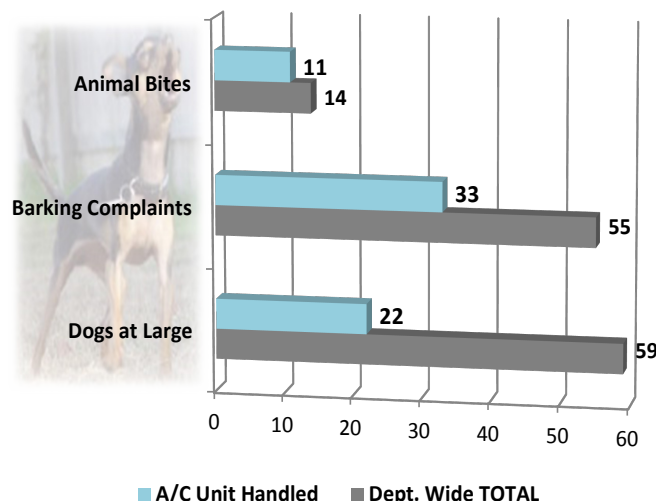 Animal Bites
11
14
Barking Complaints
33
55
Dogs at Large
22
59
0 10 20 30 40 50 60
A/C Unit Handled Dept. Wide TOTAL